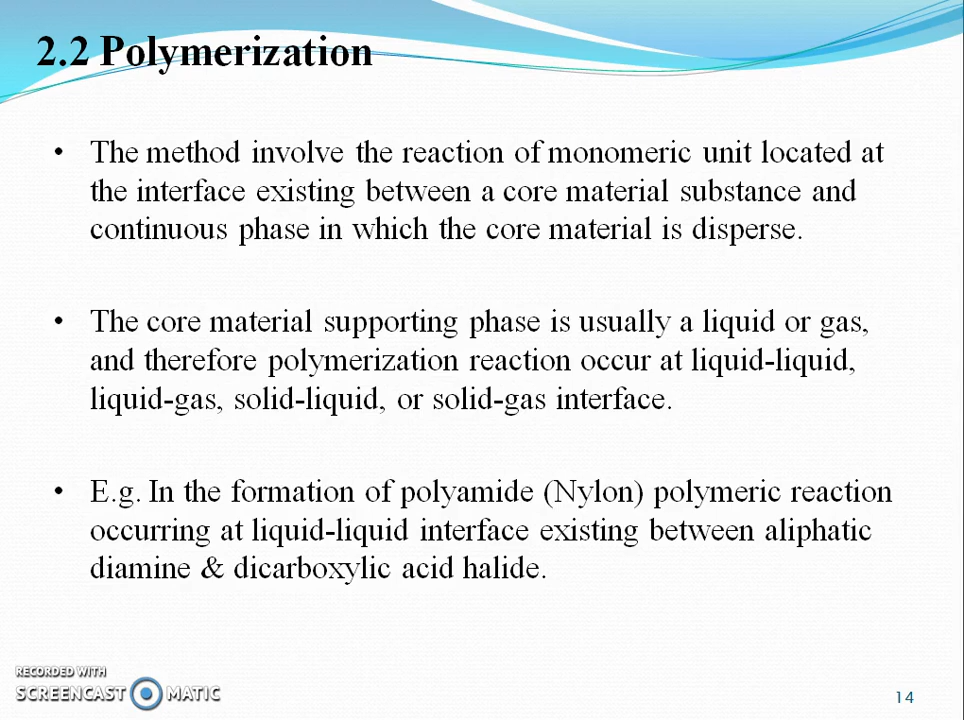 2.2 Polymerization
• The method involve the reaction of monomeric unit located at
the interface existing between a core material substance and
continuous phase in which the core material is disperse.
• The core material supporting phase is usually a liquid or gas,
and therefore polymerization reaction occur at liquid-liquid,
liquid-gas, solid-liquid, or solid-gas interface.
• E.g. In the formation of polyamide (Nylon) polymeric reaction
occurring at liquid-liquid interface existing between aliphatic
diamine & dicarboxylic acid halide.
RECORDED WITH
SCREENCAST MATIC
14